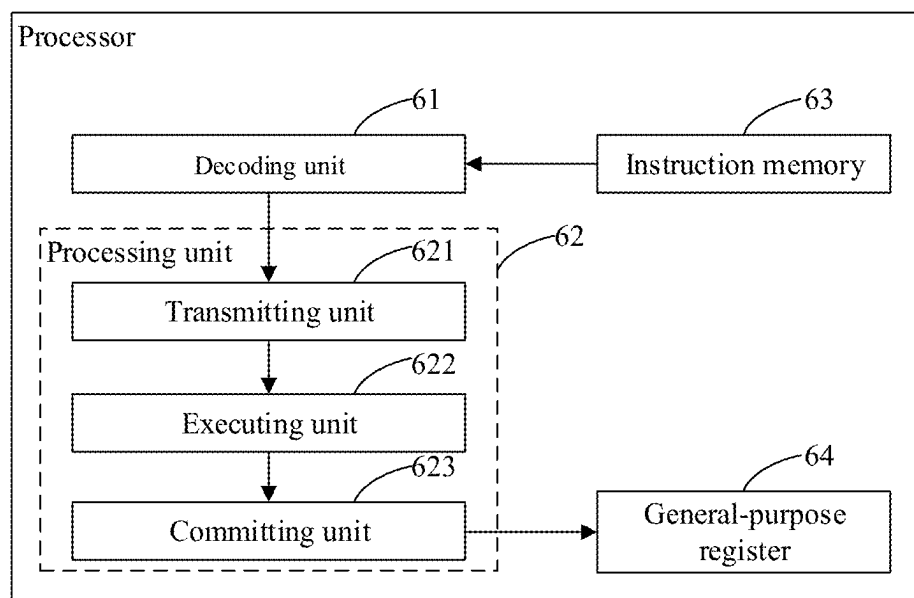 Processor
61
63
Decoding unit
Instruction memory
Processing unit
62
621
Transmitting unit
622
Executing unit
623
64
Committing unit
General-purpose
register